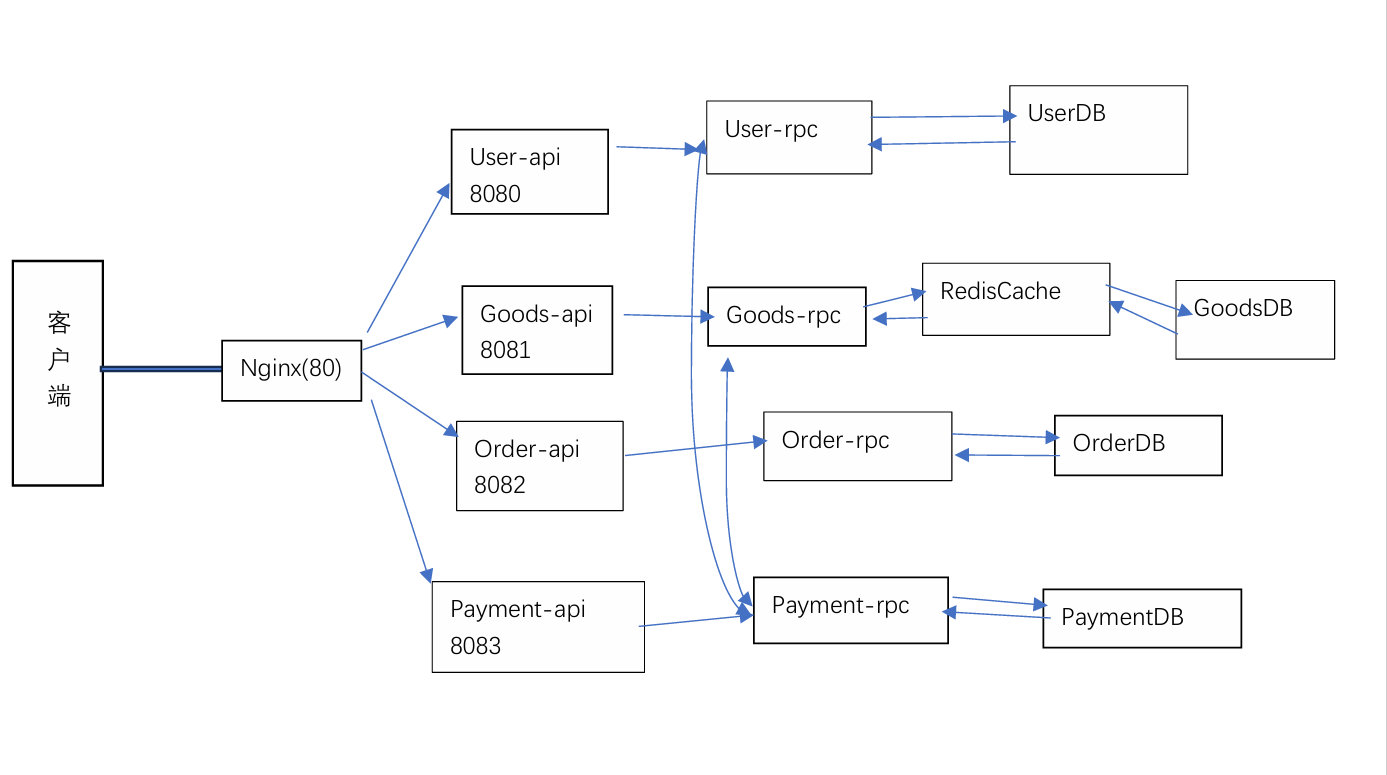 客
户
端
Nginx(80)
User-api
8080
Goods-api
8081
Order-api
8082
Payment-api
8083
User-rpc
Goods-rpc
Order-rpc
Payment-rpc
UserDB
RedisCache
GoodsDB
OrderDB
PaymentDB